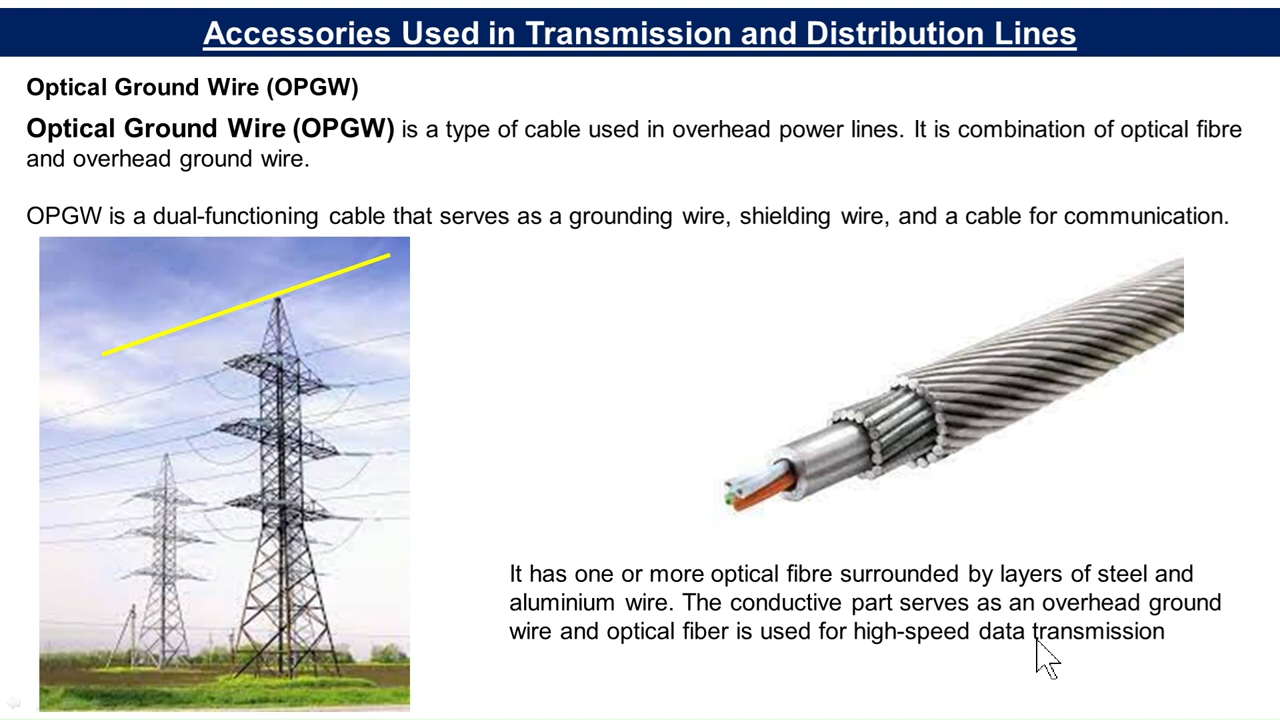 Accessories Used in Transmission and Distribution Lines
Optical Ground Wire (OPGW)
Optical Ground Wire (OPGW) is a type of cable used in overhead power lines. It is combination of optical fibre
and overhead ground wire.
OPGW is a dual-functioning cable that serves as a grounding wire, shielding wire, and a cable for communication.
It has one or more optical fibre surrounded by layers of steel and
aluminium wire. The conductive part serves as an overhead ground
wire and optical fiber is used for high-speed data transmission